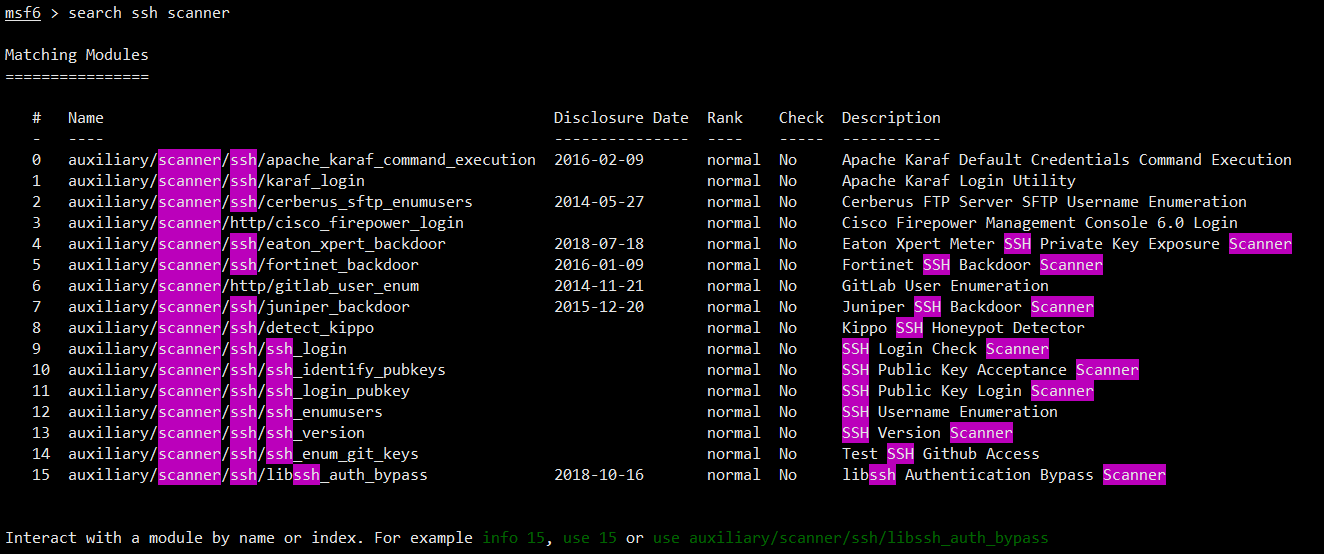 msf6 > search ssh scanner
Matching Modules
================
#   Name                                                  Disclosure Date  Rank    Check  Description
-   ----                                                  ---------------  ----    -----  -----------
0   auxiliary/scanner/ssh/apache_karaf_command_execution  2016-02-09       normal  No     Apache Karaf Default Credentials Command Execution
1   auxiliary/scanner/ssh/karaf_login                                      normal  No     Apache Karaf Login Utility
2   auxiliary/scanner/ssh/cerberus_sftp_enumusers         2014-05-27       normal  No     Cerberus FTP Server SFTP Username Enumeration
3   auxiliary/scanner/http/cisco_firepower_login                           normal  No     Cisco Firepower Management Console 6.0 Login
4   auxiliary/scanner/ssh/eaton_xpert_backdoor            2018-07-18       normal  No     Eaton Xpert Meter SSH Private Key Exposure Scanner
5   auxiliary/scanner/ssh/fortinet_backdoor               2016-01-09       normal  No     Fortinet SSH Backdoor Scanner
6   auxiliary/scanner/http/gitlab_user_enum               2014-11-21       normal  No     GitLab User Enumeration
7   auxiliary/scanner/ssh/juniper_backdoor                2015-12-20       normal  No     Juniper SSH Backdoor Scanner
8   auxiliary/scanner/ssh/detect_kippo                                     normal  No     Kippo SSH Honeypot Detector
9   auxiliary/scanner/ssh/ssh_login                                        normal  No     SSH Login Check Scanner
10  auxiliary/scanner/ssh/ssh_identify_pubkeys                             normal  No     SSH Public Key Acceptance Scanner
11  auxiliary/scanner/ssh/ssh_login_pubkey                                 normal  No     SSH Public Key Login Scanner
12  auxiliary/scanner/ssh/ssh_enumusers                                    normal  No     SSH Username Enumeration
13  auxiliary/scanner/ssh/ssh_version                                      normal  No     SSH Version Scanner
14  auxiliary/scanner/ssh/ssh_enum_git_keys                                normal  No     Test SSH Github Access
15  auxiliary/scanner/ssh/libssh_auth_bypass              2018-10-16       normal  No     libssh Authentication Bypass Scanner
Interact with a module by name or index. For example info 15, use 15 or use auxiliary/scanner/ssh/libssh_auth_bypass